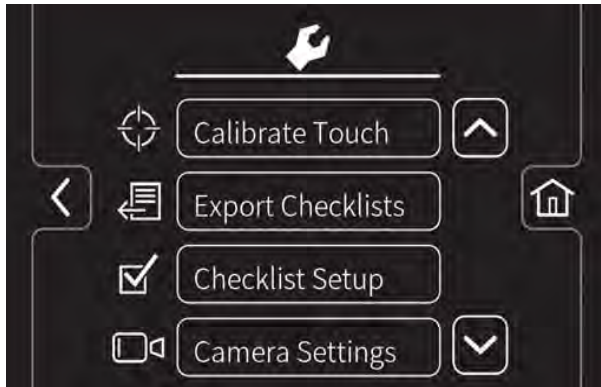 Calibrate Touch
Export Checklists
Checklist Setup
Camera Settings